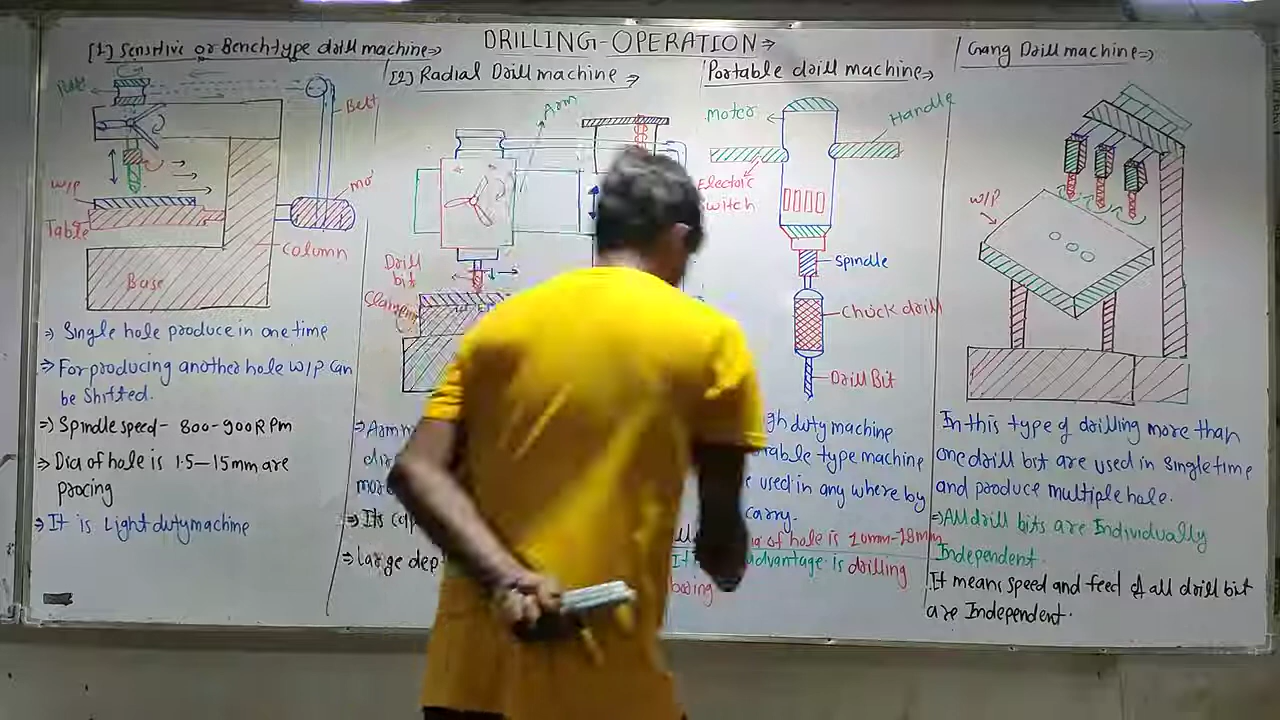 DRILLING-OPERATION⇒
[1] Sensitive or Bench-type drill machine⇒
Belt
W/P
Table
Column
Base
⇒ Single hole produce in one time
⇒ For producing another hole W/P can
be Shifted.
⇒ Spindle speed - 800-900 RPm
⇒ Dia of hole is 1.5-15mm are
procing
⇒ It is Light duty machine
[2] Radial Drill machine ⇒
Arm
Drill
bit
⇒ Arm
⇒ Its
⇒ large
Portable drill machine⇒
Motor
Handle
Electric
Switch
Spindle
Chuck drill
Drill Bit
duty machine
type machine
used in any where by
carry.
of hole is 10mm-18mm
It advantage is drilling
boring
Gang Drill machine⇒
W/P
In this type of drilling more than
one drill bit are used in single time
and produce multiple hole.
⇒All drill bits are Individually
Independent.
It means speed and feed of all drill bit
are Independent.